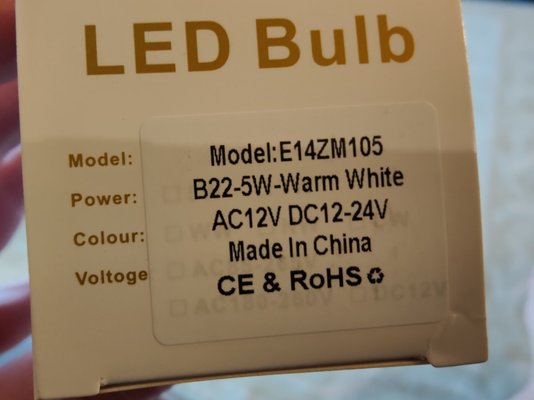 LED Bulb
Model:
Power:
Colour:
Voltoge
Model:E14ZM105
B22-5W-Warm White
AC12V DC12-24V
Made In China
CE & RoHS♻